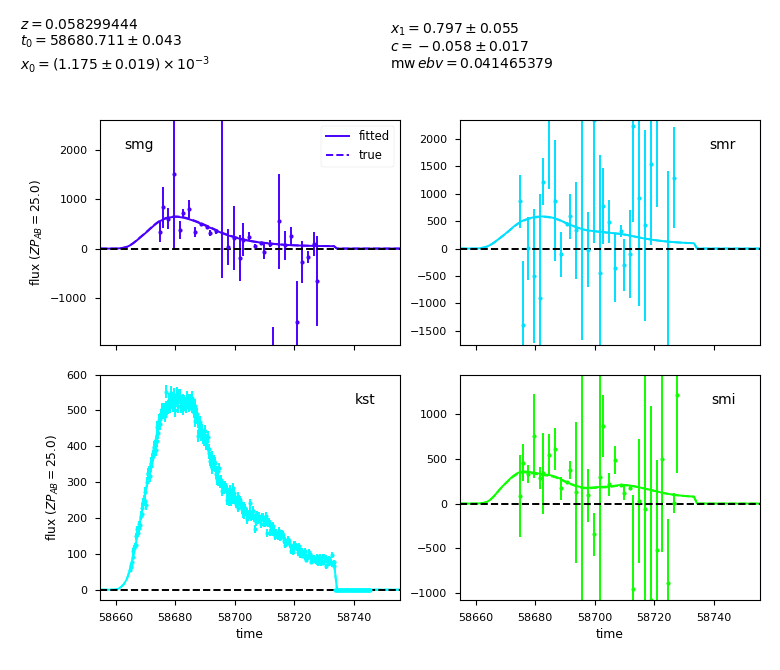 z = 0.058299444
t₀ = 58680.711 ± 0.043
x₀ = (1.175 ± 0.019) × 10⁻³
x₁ = 0.797 ± 0.055
c = −0.058 ± 0.017
mw ebv = 0.041465379
smg
fitted
true
2000
1000
0
−1000
flux (ZP_AB = 25.0)
smr
2000
1500
1000
500
0
−500
−1000
−1500
kst
600
500
400
300
200
100
0
flux (ZP_AB = 25.0)
58660 58680 58700 58720 58740
time
smi
1000
500
0
−500
−1000
58660 58680 58700 58720 58740
time